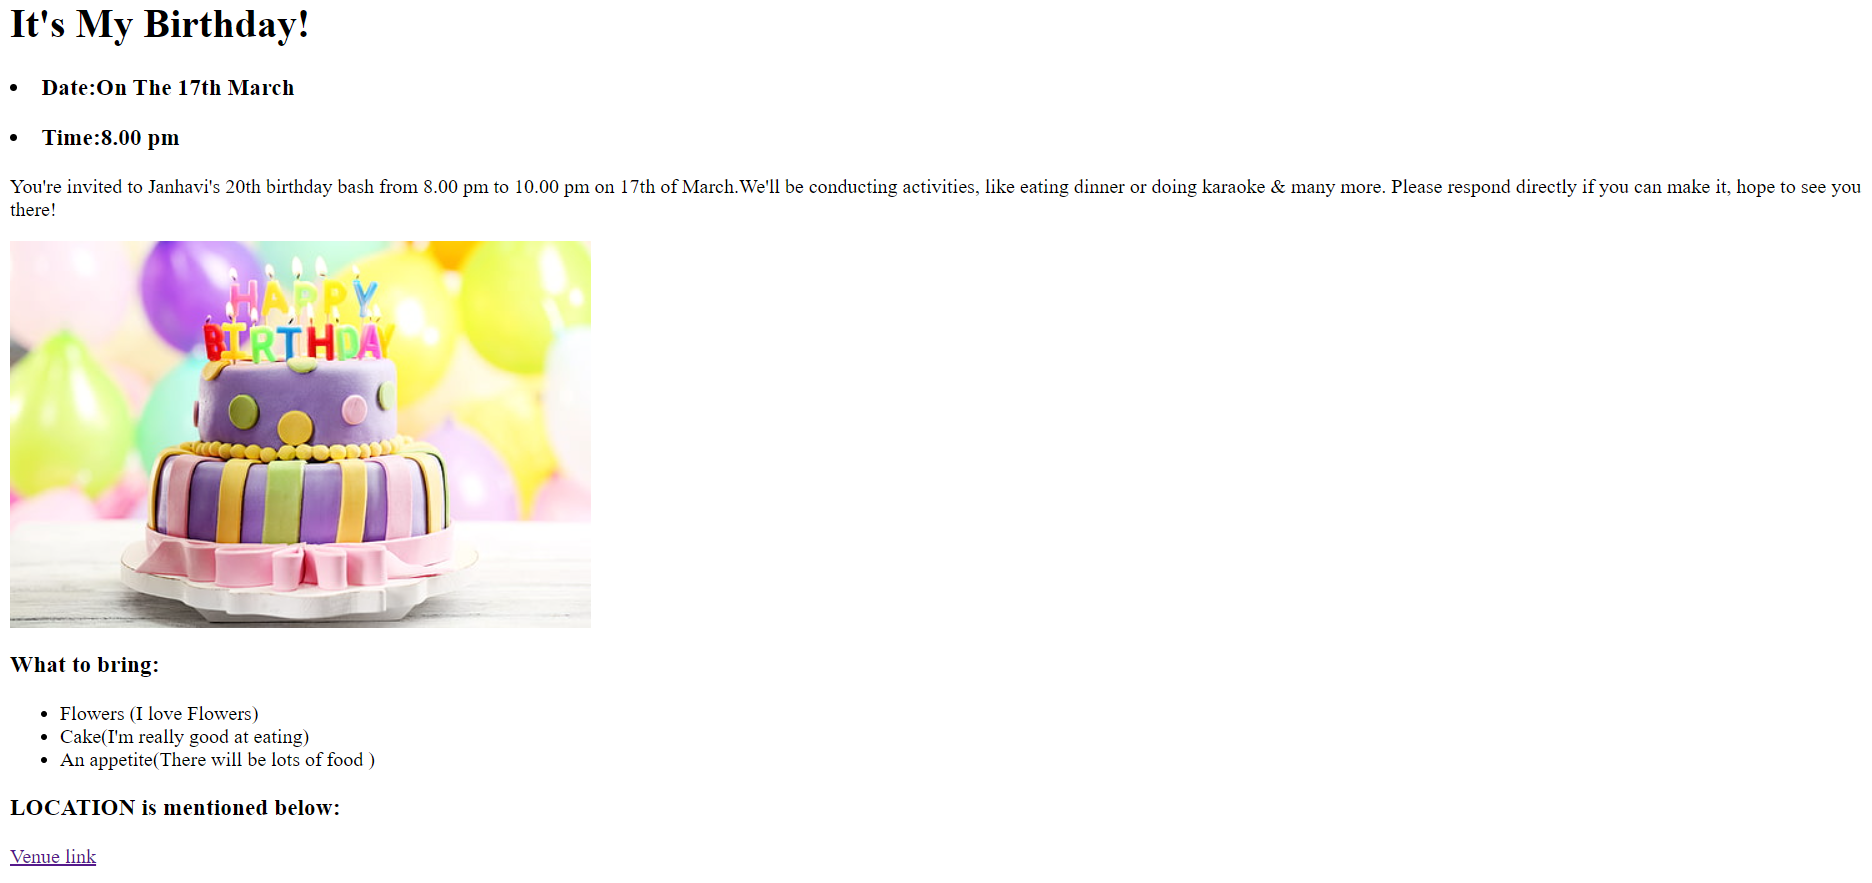 It's My Birthday!
Date:On The 17th March
Time:8.00 pm
You're invited to Janhavi's 20th birthday bash from 8.00 pm to 10.00 pm on 17th of March.We'll be conducting activities, like eating dinner or doing karaoke & many more. Please respond directly if you can make it, hope to see you
there!
HAPPY
BIRTHDAY
What to bring:
Flowers (I love Flowers)
Cake(I'm really good at eating)
An appetite(There will be lots of food )
LOCATION is mentioned below:
Venue link